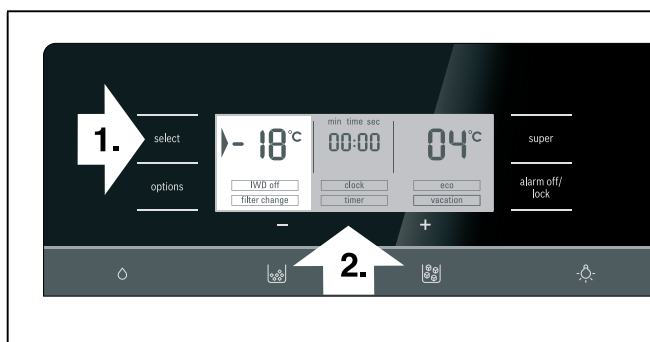 1.
select
options
- 18°C
min time sec
00:00
04°C
IWD off
clock
eco
filter change
timer
vacation
super
alarm off/
lock
−
+
2.